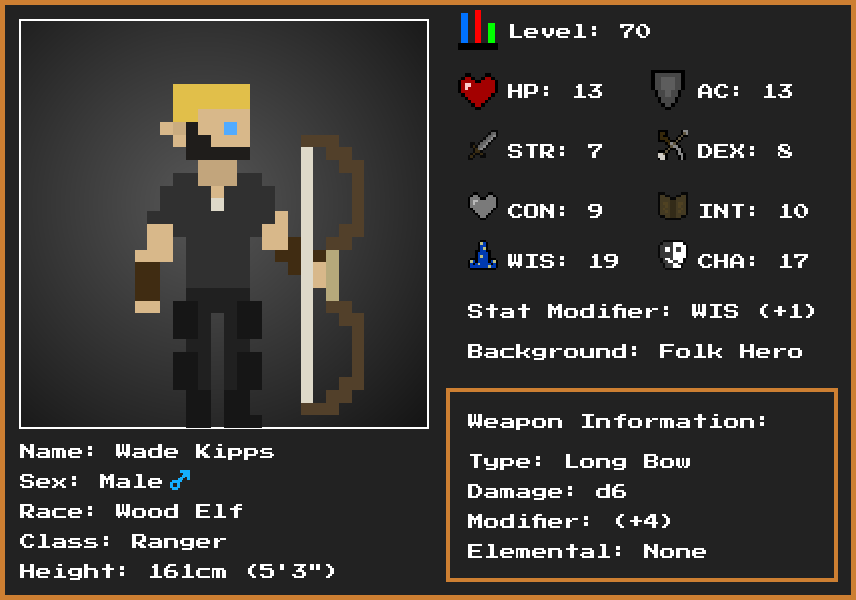 Level: 70
HP: 13 AC: 13
STR: 7 DEX: 8
CON: 9 INT: 10
WIS: 19 CHA: 17
Stat Modifier: WIS (+1)
Background: Folk Hero
Weapon Information:
Type: Long Bow
Damage: d6
Modifier: (+4)
Elemental: None
Name: Wade Kipps
Sex: Male♂
Race: Wood Elf
Class: Ranger
Height: 161cm (5'3")